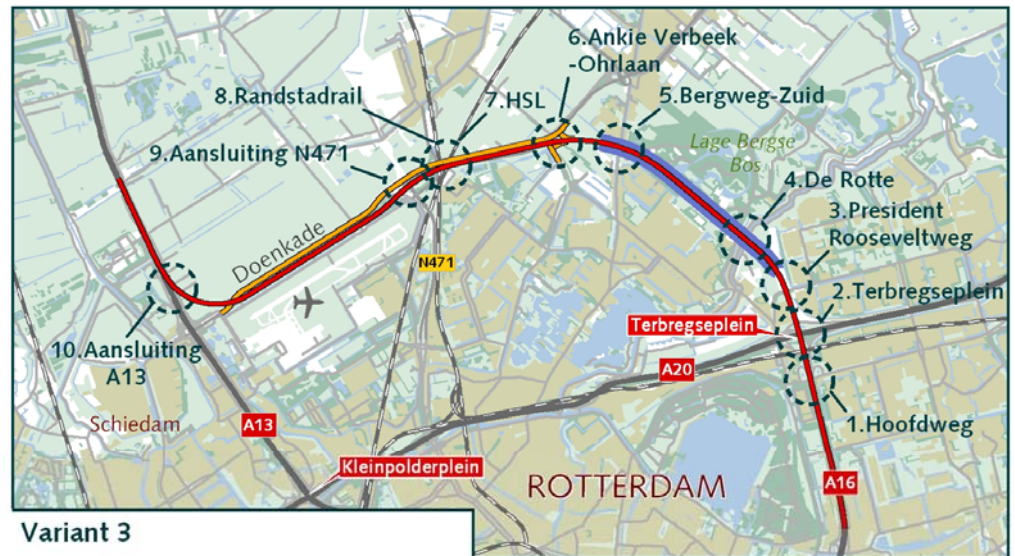 6.Ankie Verbeek
-Ohrlaan
8.Randstadrail
7.HSL
5.Bergweg-Zuid
9.Aansluiting N471
Lage Bergse
Bos
4.De Rotte
3.President
Rooseveltweg
Doenkade
N471
2.Terbregseplein
Terbregseplein
10.Aansluiting
A13
A20
Schiedam
A13
1.Hoofdweg
Kleinpolderplein
ROTTERDAM
A16
Variant 3